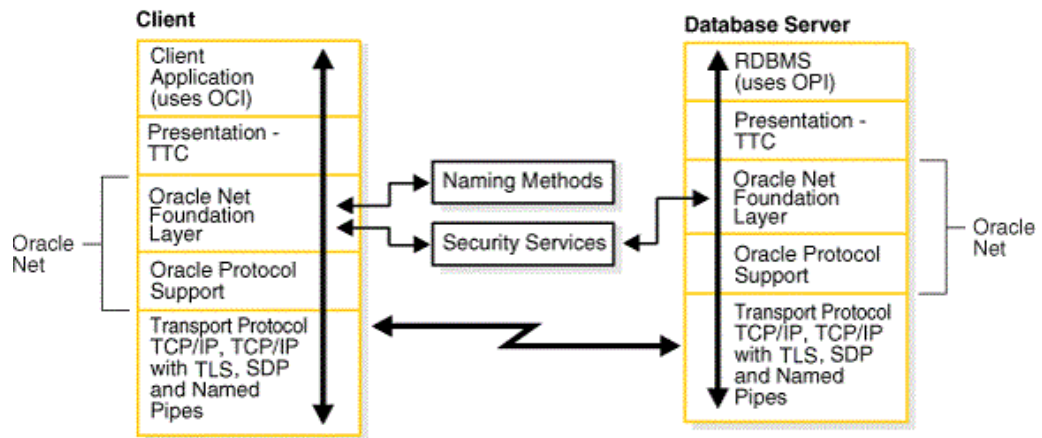 Client
Client
Application
(uses OCI)
Presentation -
TTC
Oracle Net
Foundation
Layer
Oracle Protocol
Support
Transport Protocol
TCP/IP, TCP/IP
with TLS, SDP
and Named
Pipes
Oracle
Net
Naming Methods
Security Services
Database Server
RDBMS
(uses OPI)
Presentation -
TTC
Oracle Net
Foundation
Layer
Oracle Protocol
Support
Transport Protocol
TCP/IP, TCP/IP
with TLS, SDP
and Named
Pipes
Oracle
Net